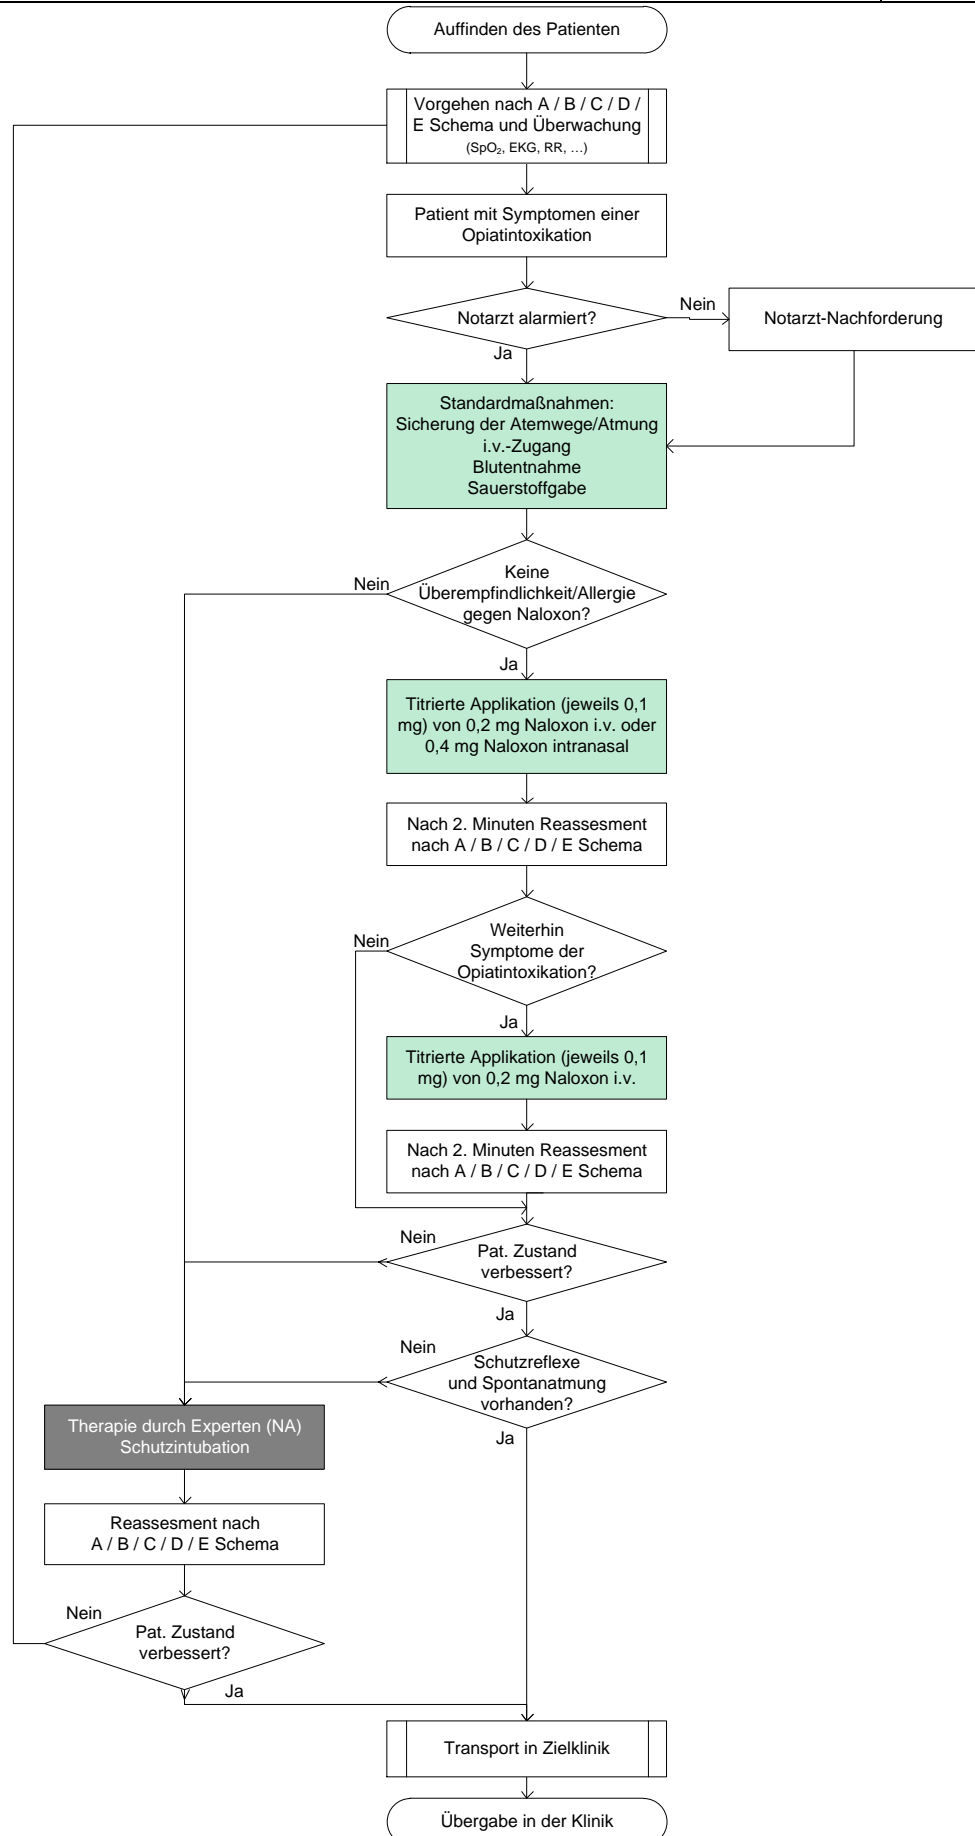 Auffinden des Patienten
Vorgehen nach A / B / C / D /
E Schema und Überwachung
(SpO₂, EKG, RR, …)
Patient mit Symptomen einer
Opiatintoxikation
Notarzt alarmiert?
Nein
Notarzt-Nachforderung
Ja
Standardmaßnahmen:
Sicherung der Atemwege/Atmung
i.v.-Zugang
Blutentnahme
Sauerstoffgabe
Keine
Überempfindlichkeit/Allergie
gegen Naloxon?
Nein
Ja
Titrierte Applikation (jeweils 0,1
mg) von 0,2 mg Naloxon i.v. oder
0,4 mg Naloxon intranasal
Nach 2. Minuten Reassesment
nach A / B / C / D / E Schema
Weiterhin
Symptome der
Opiatintoxikation?
Nein
Ja
Titrierte Applikation (jeweils 0,1
mg) von 0,2 mg Naloxon i.v.
Nach 2. Minuten Reassesment
nach A / B / C / D / E Schema
Nein
Pat. Zustand
verbessert?
Ja
Nein
Schutzreflexe
und Spontanatmung
vorhanden?
Ja
Therapie durch Experten (NA)
Schutzintubation
Reassesment nach
A / B / C / D / E Schema
Nein
Pat. Zustand
verbessert?
Ja
Transport in Zielklinik
Übergabe in der Klinik